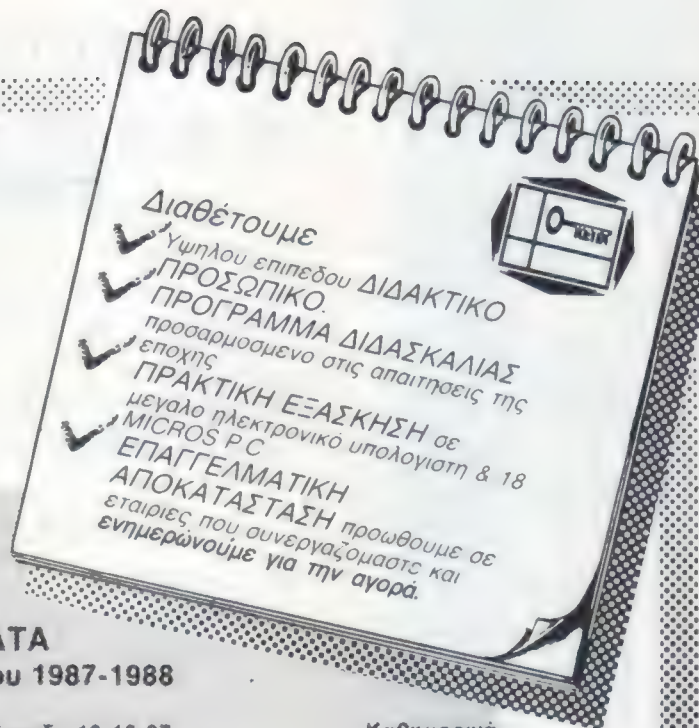 Διαθέτουμε
Υψηλου επιπεδου ΔΙΔΑΚΤΙΚΟ
ΠΡΟΣΩΠΙΚΟ.
ΠΡΟΓΡΑΜΜΑ ΔΙΔΑΣΚΑΛΙΑΣ
προσαρμοσμενο στις απαιτησεις της
εποχης
ΠΡΑΚΤΙΚΗ ΕΞΑΣΚΗΣΗ σε
μεγαλο ηλεκτρονικό υπολογιστη & 18
MICROS P C
ΕΠΑΓΓΕΛΜΑΤΙΚΗ
ΑΠΟΚΑΤΑΣΤΑΣΗ προωθουμε σε
εταιριες που συνεργαζομαστε και
ενημερώνουμε για την αγορά.
ΑΤΑ
ου 1987-1988
Καθημερινά